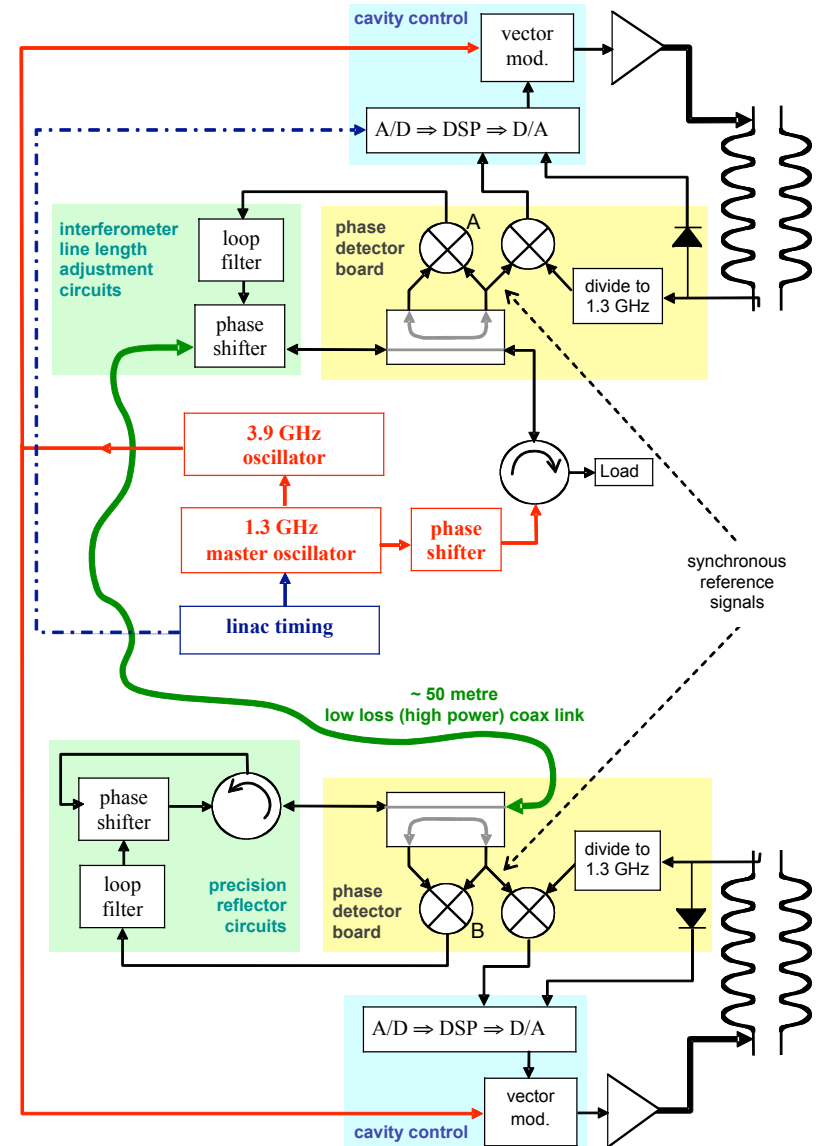 cavity control
vector
mod.
A/D ⇒ DSP ⇒ D/A
interferometer
line length
adjustment
circuits
loop
filter
phase
shifter
phase
detector
board
A
divide to
1.3 GHz
3.9 GHz
oscillator
Load
1.3 GHz
master oscillator
phase
shifter
synchronous
reference
signals
linac timing
~ 50 metre
low loss (high power) coax link
phase
shifter
loop
filter
precision
reflector
circuits
phase
detector
board
B
divide to
1.3 GHz
A/D ⇒ DSP ⇒ D/A
vector
mod.
cavity control